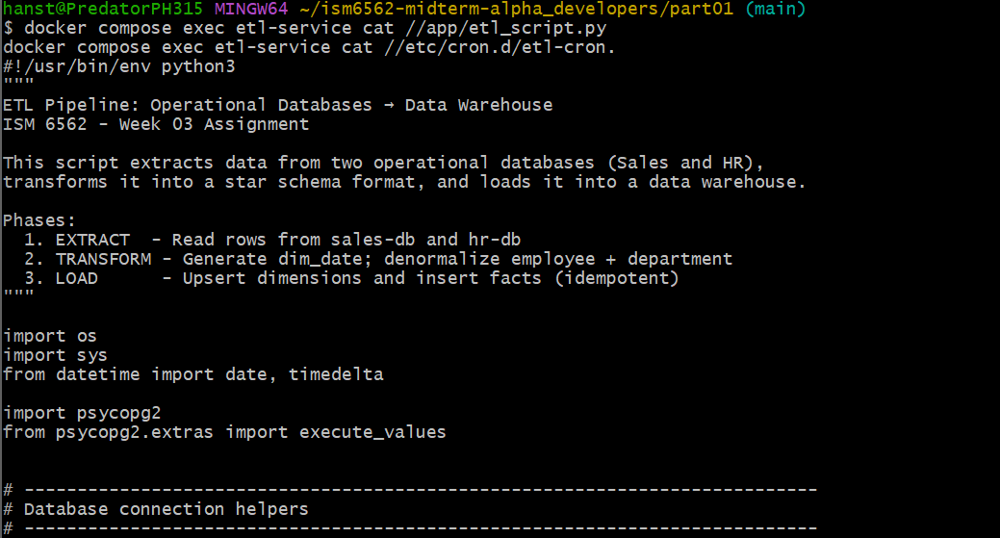 hanst@PredatorPH315 MINGW64 ~/ism6562-midterm-alpha_developers/part01 (main)
$ docker compose exec etl-service cat //app/etl_script.py
docker compose exec etl-service cat //etc/cron.d/etl-cron.
#!/usr/bin/env python3
"""
ETL Pipeline: Operational Databases → Data Warehouse
ISM 6562 - Week 03 Assignment

This script extracts data from two operational databases (Sales and HR),
transforms it into a star schema format, and loads it into a data warehouse.

Phases:
  1. EXTRACT  - Read rows from sales-db and hr-db
  2. TRANSFORM - Generate dim_date; denormalize employee + department
  3. LOAD      - Upsert dimensions and insert facts (idempotent)
"""

import os
import sys
from datetime import date, timedelta

import psycopg2
from psycopg2.extras import execute_values


# ---------------------------------------------------------------------------
# Database connection helpers
# ---------------------------------------------------------------------------